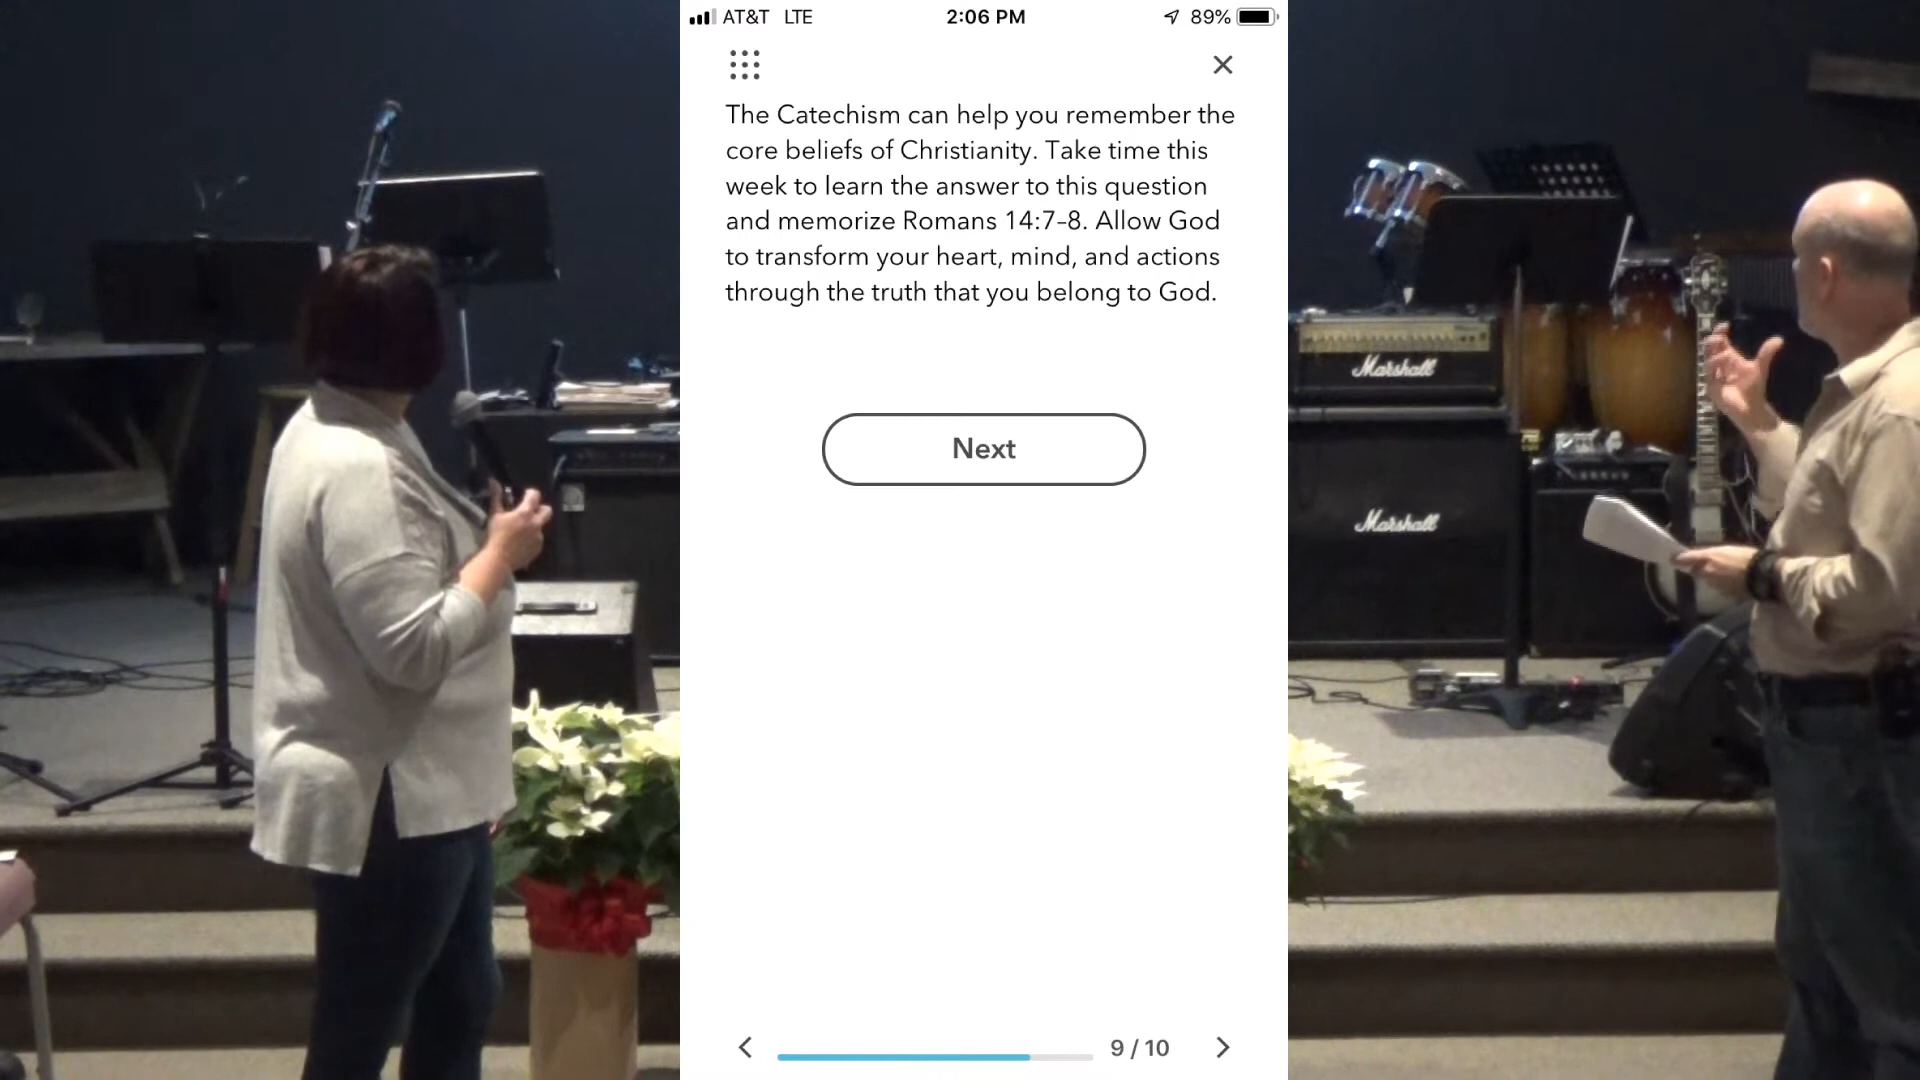 AT&T LTE 2:06 PM 89%
The Catechism can help you remember the
core beliefs of Christianity. Take time this
week to learn the answer to this question
and memorize Romans 14:7–8. Allow God
to transform your heart, mind, and actions
through the truth that you belong to God.
Next
9 / 10
Marshall
Marshall